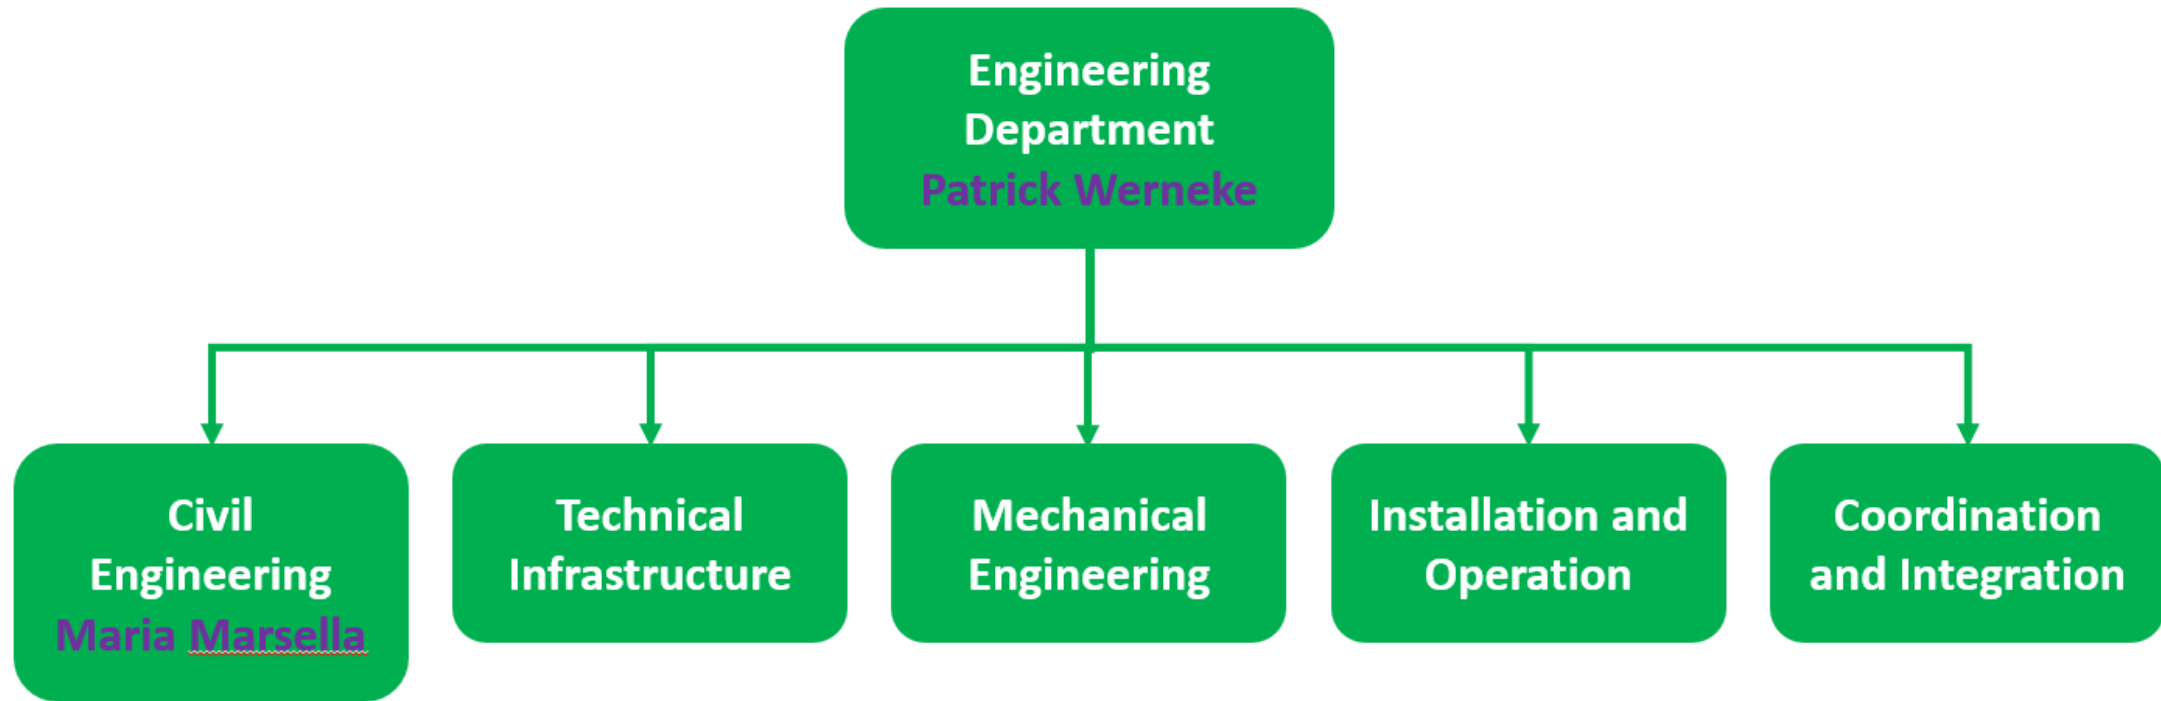 Engineering
Department
Patrick Werneke
Civil
Engineering
Maria Marsella
Technical
Infrastructure
Mechanical
Engineering
Installation and
Operation
Coordination
and Integration